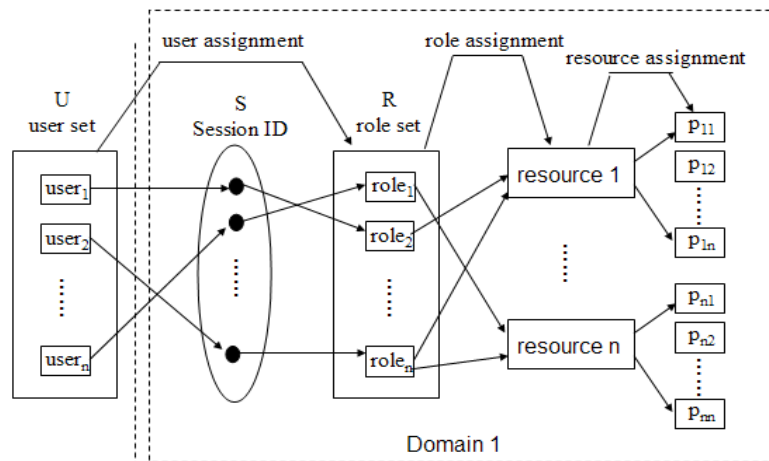 user assignment
role assignment
resource assignment
U
user set
S
Session ID
R
role set
user₁
user₂
......
userₙ
......
role₁
role₂
......
roleₙ
resource 1
......
resource n
p₁₁
p₁₂
......
p₁ₙ
pₙ₁
pₙ₂
......
pₙₙ
Domain 1